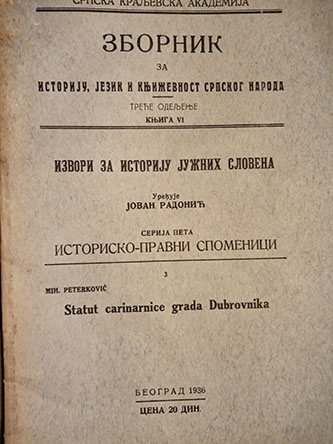 СРПСКА КРАЉЕВСКА АКАДЕМИЈА
ЗБОРНИК
ЗА
ИСТОРИЈУ, ЈЕЗИК И КЊИЖЕВНОСТ СРПСКОГ НАРОДА
ТРЕЋЕ ОДЕЉЕЊЕ
КЊИГА VI
ИЗВОРИ ЗА ИСТОРИЈУ ЈУЖНИХ СЛОВЕНА
Уређује
ЈОВАН РАДОНИЋ
СЕРИЈА ПЕТА
ИСТОРИСКО-ПРАВНИ СПОМЕНИЦИ
3
MIH. PETERKOVIĆ
Statut carinarnice grada Dubrovnika
БЕОГРАД 1936
ЦЕНА 20 ДИН.